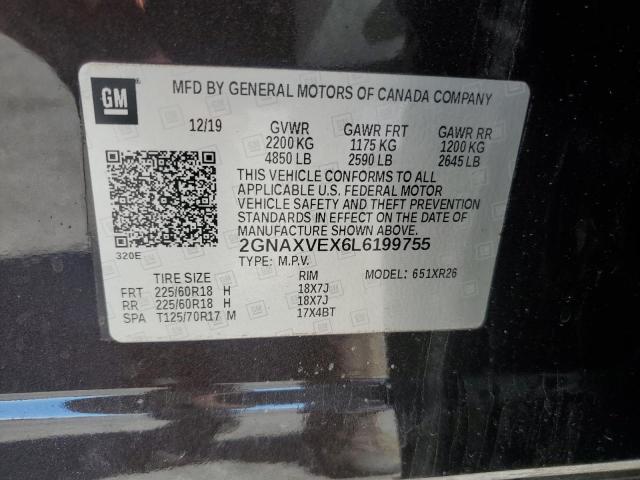 GM
MFD BY GENERAL MOTORS OF CANADA COMPANY
12/19 GVWR GAWR FRT GAWR RR
2200 KG 1175 KG 1200 KG
4850 LB 2590 LB 2645 LB
THIS VEHICLE CONFORMS TO ALL
APPLICABLE U.S. FEDERAL MOTOR
VEHICLE SAFETY AND THEFT PREVENTION
STANDARDS IN EFFECT ON THE DATE OF
MANUFACTURE SHOWN ABOVE.
320E
2GNAXVEX6L6199755
TYPE: M.P.V. MODEL: 651XR26
TIRE SIZE RIM
FRT 225/60R18 H 18X7J
RR 225/60R18 H 18X7J
SPA T125/70R17 M 17X4BT